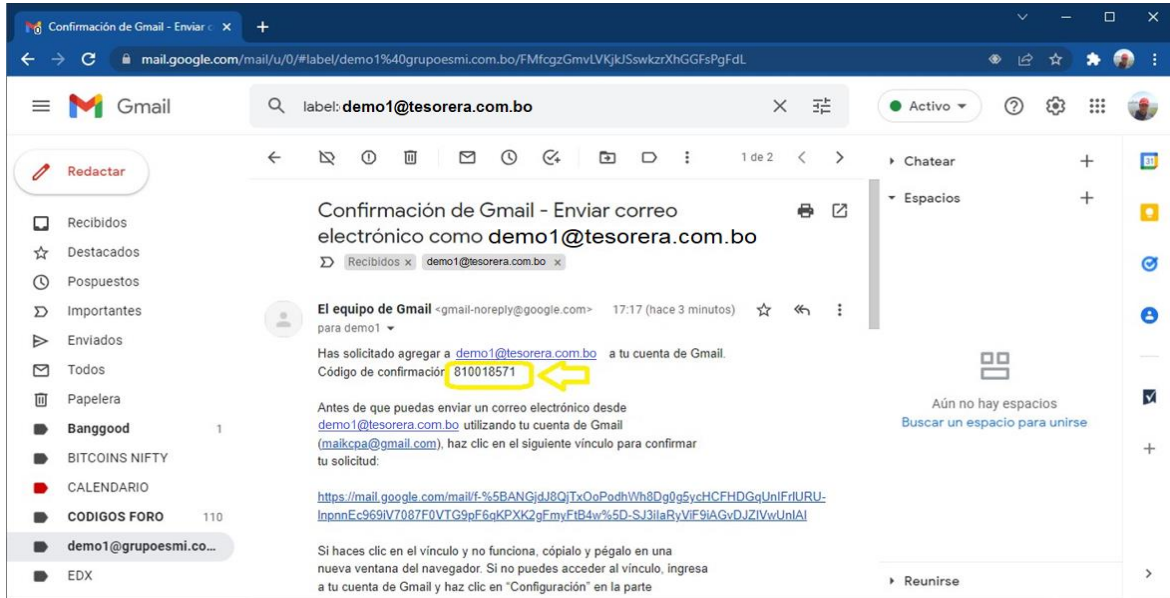 Confirmación de Gmail - Enviar c
mail.google.com/mail/u/0/#label/demo1%40grupoesmi.com.bo/FMfcgzGmvLVKjkJSswkzrXhGGFsPgFdL
Gmail
label: demo1@tesorera.com.bo
Activo
Redactar
1 de 2
Chatear
Espacios
Recibidos
Destacados
Pospuestos
Importantes
Enviados
Todos
Papelera
Banggood 1
BITCOINS NIFTY
CALENDARIO
CODIGOS FORO 110
demo1@grupoesmi.co...
EDX
Confirmación de Gmail - Enviar correo
electrónico como demo1@tesorera.com.bo
Recibidos x demo1@tesorera.com.bo x
El equipo de Gmail <gmail-noreply@google.com> 17:17 (hace 3 minutos)
para demo1
Has solicitado agregar a demo1@tesorera.com.bo a tu cuenta de Gmail.
Código de confirmación 810018571
Antes de que puedas enviar un correo electrónico desde
demo1@tesorera.com.bo utilizando tu cuenta de Gmail
(maikcpa@gmail.com), haz clic en el siguiente vínculo para confirmar
tu solicitud:
https://mail.google.com/mail/f-%5BANGjdJ8QjTxOoPodhWh8Dg0g5ycHCFHDGqUnIFrIURU-
InpnnEc969iV7087F0VTG9pF6qKPXK2gFmyFtB4w%5D-SJ3iIaRyViF9iAGvDJZIVwUnIAI
Si haces clic en el vínculo y no funciona, cópialo y pégalo en una
nueva ventana del navegador. Si no puedes acceder al vínculo, ingresa
a tu cuenta de Gmail y haz clic en "Configuración" en la parte
Aún no hay espacios
Buscar un espacio para unirse
Reunirse
31